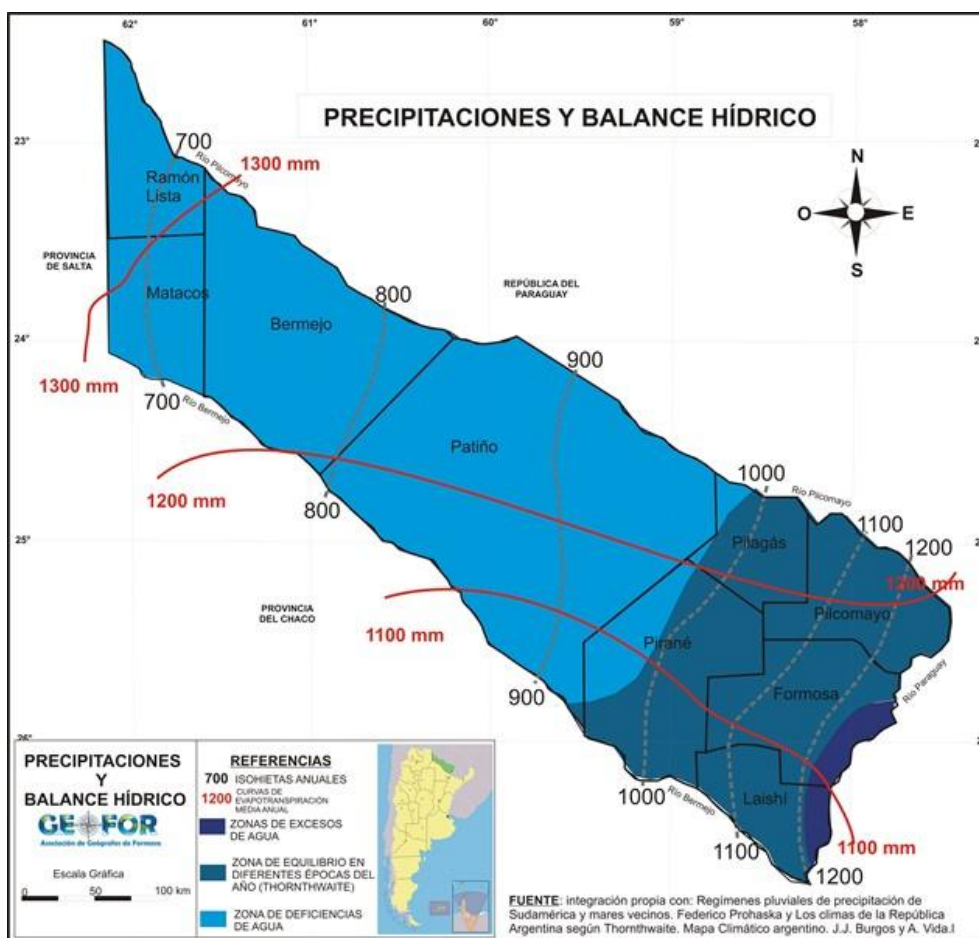 62°
61°
60°
59°
58°
PRECIPITACIONES Y BALANCE HÍDRICO
23°
24°
25°
26°
N
O
E
S
700
Río Pilcomayo
1300 mm
Ramón
Lista
PROVINCIA
DE SALTA
Matacos
REPÚBLICA DEL
PARAGUAY
800
Bermejo
900
1300 mm
700
Río Bermejo
Patiño
1200 mm
800
1000
Río Pilcomayo
1100
1200
Pilagás
1200 mm
Pilcomayo
PROVINCIA
DEL CHACO
1100 mm
Pirané
900
Formosa
Río Paraguay
Laishí
1000
Río Bermejo
1100
1100 mm
1200
PRECIPITACIONES
Y
BALANCE HÍDRICO
GEOFOR
Asociación de Geógrafos de Formosa
Escala Gráfica
0 50 100 km
REFERENCIAS
700 ISOHIETAS ANUALES
1200 CURVAS DE
EVAPOTRANSPIRACIÓN
MEDIA ANUAL
ZONAS DE EXCESOS
DE AGUA
ZONA DE EQUILIBRIO EN
DIFERENTES ÉPOCAS DEL
AÑO (THORNTHWAITE)
ZONA DE DEFICIENCIAS
DE AGUA
FUENTE: integración propia con: Regímenes pluviales de precipitación de
Sudamérica y mares vecinos. Federico Prohaska y Los climas de la República
Argentina según Thornthwaite. Mapa Climático argentino. J.J. Burgos y A. Vida.l